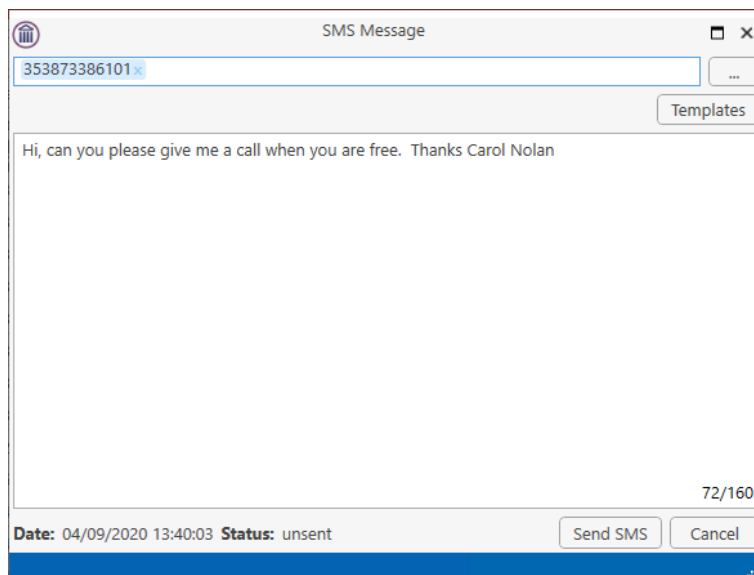 SMS Message
353873386101×
...
Templates
Hi, can you please give me a call when you are free.  Thanks Carol Nolan
72/160
Date: 04/09/2020 13:40:03 Status: unsent
Send SMS
Cancel